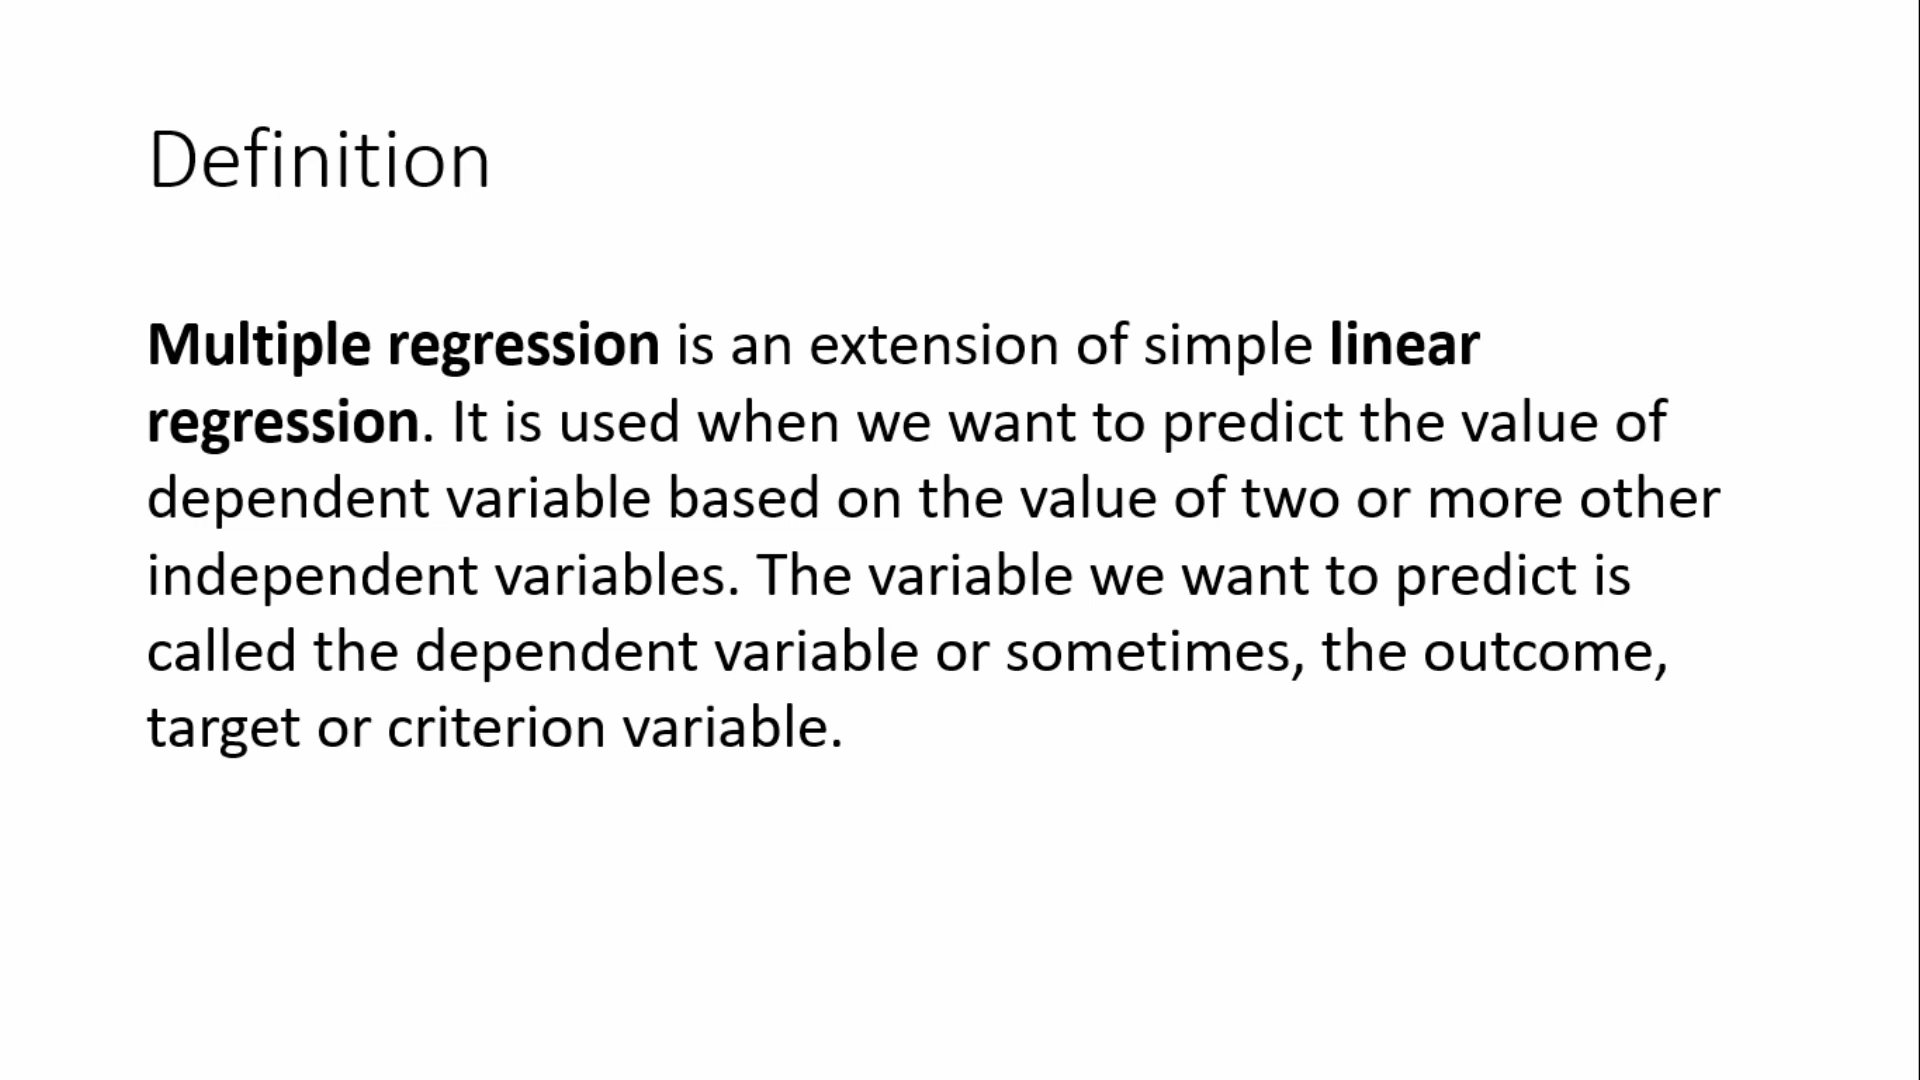 Definition
Multiple regression is an extension of simple linear
regression. It is used when we want to predict the value of
dependent variable based on the value of two or more other
independent variables. The variable we want to predict is
called the dependent variable or sometimes, the outcome,
target or criterion variable.